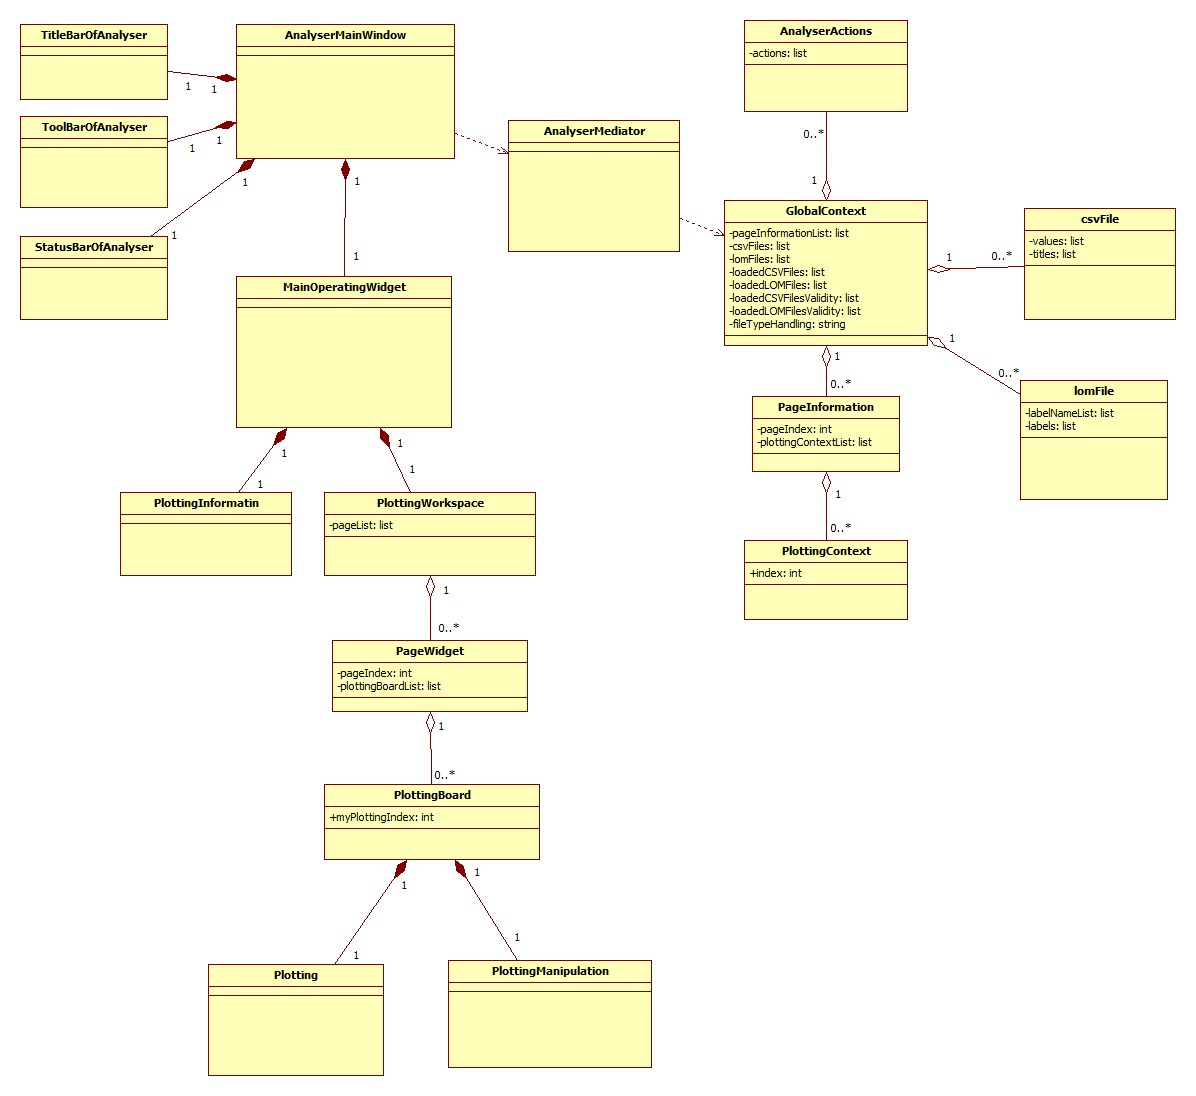 TitleBarOfAnalyser
1
1
ToolBarOfAnalyser
1
1
StatusBarOfAnalyser
1
1
AnalyserMainWindow
1
1
MainOperatingWidget
1
1
1
1
PlottingInformatin
PlottingWorkspace
-pageList: list
1
0..*
PageWidget
-pageIndex: int
-plottingBoardList: list
1
0..*
PlottingBoard
+myPlottingIndex: int
1
1
1
1
Plotting
PlottingManipulation
AnalyserMediator
AnalyserActions
-actions: list
0..*
1
GlobalContext
-pageInformationList: list
-csvFiles: list
-lomFiles: list
-loadedCSVFiles: list
-loadedLOMFiles: list
-loadedCSVFilesValidity: list
-loadedLOMFilesValidity: list
-fileTypeHandling: string
1
0..*
csvFile
-values: list
-titles: list
1
0..*
lomFile
-labelNameList: list
-labels: list
1
0..*
PageInformation
-pageIndex: int
-plottingContextList: list
1
0..*
PlottingContext
+index: int